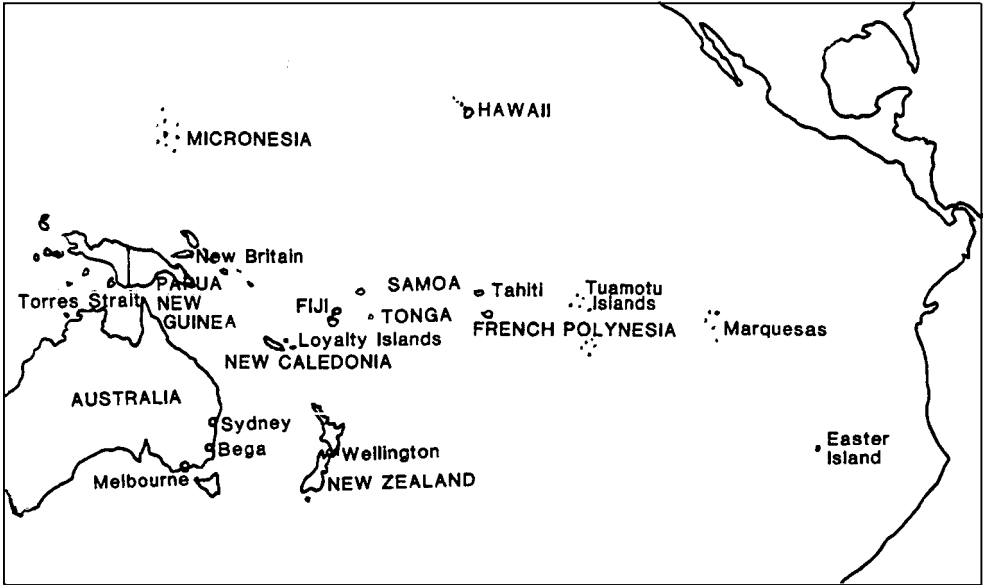 HAWAII
MICRONESIA
New Britain
PAPUA
NEW
GUINEA
Torres Strait
SAMOA
Tahiti
Tuamotu
Islands
FIJI
TONGA
FRENCH POLYNESIA
Marquesas
Loyalty Islands
NEW CALEDONIA
AUSTRALIA
Sydney
Bega
Melbourne
Wellington
NEW ZEALAND
Easter
Island